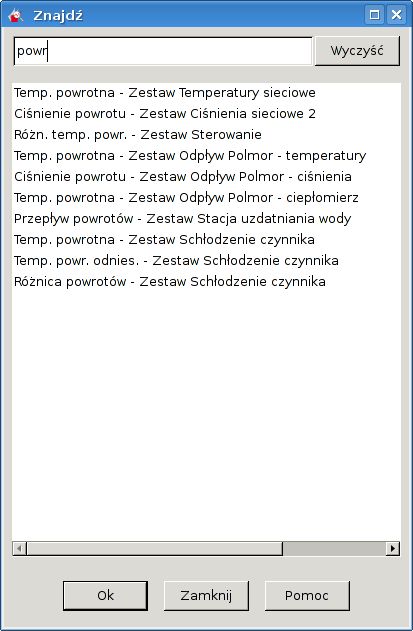 Znajdź
powr
Wyczyść
Temp. powrotna - Zestaw Temperatury sieciowe
Ciśnienie powrotu - Zestaw Ciśnienia sieciowe 2
Różn. temp. powr. - Zestaw Sterowanie
Temp. powrotna - Zestaw Odpływ Polmor - temperatury
Ciśnienie powrotu - Zestaw Odpływ Polmor - ciśnienia
Temp. powrotna - Zestaw Odpływ Polmor - ciepłomierz
Przepływ powrotów - Zestaw Stacja uzdatniania wody
Temp. powrotna - Zestaw Schłodzenie czynnika
Temp. powr. odnies. - Zestaw Schłodzenie czynnika
Różnica powrotów - Zestaw Schłodzenie czynnika
Ok
Zamknij
Pomoc